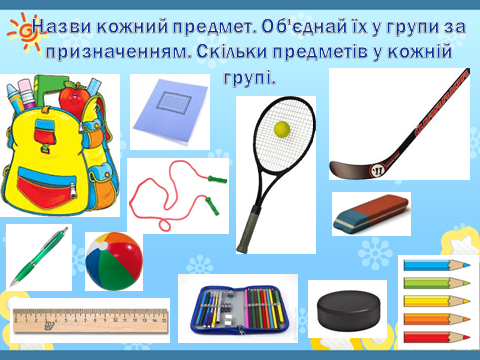 Назви кожний предмет. Об'єднай їх у групи за
призначенням. Скільки предметів у кожній
групі.